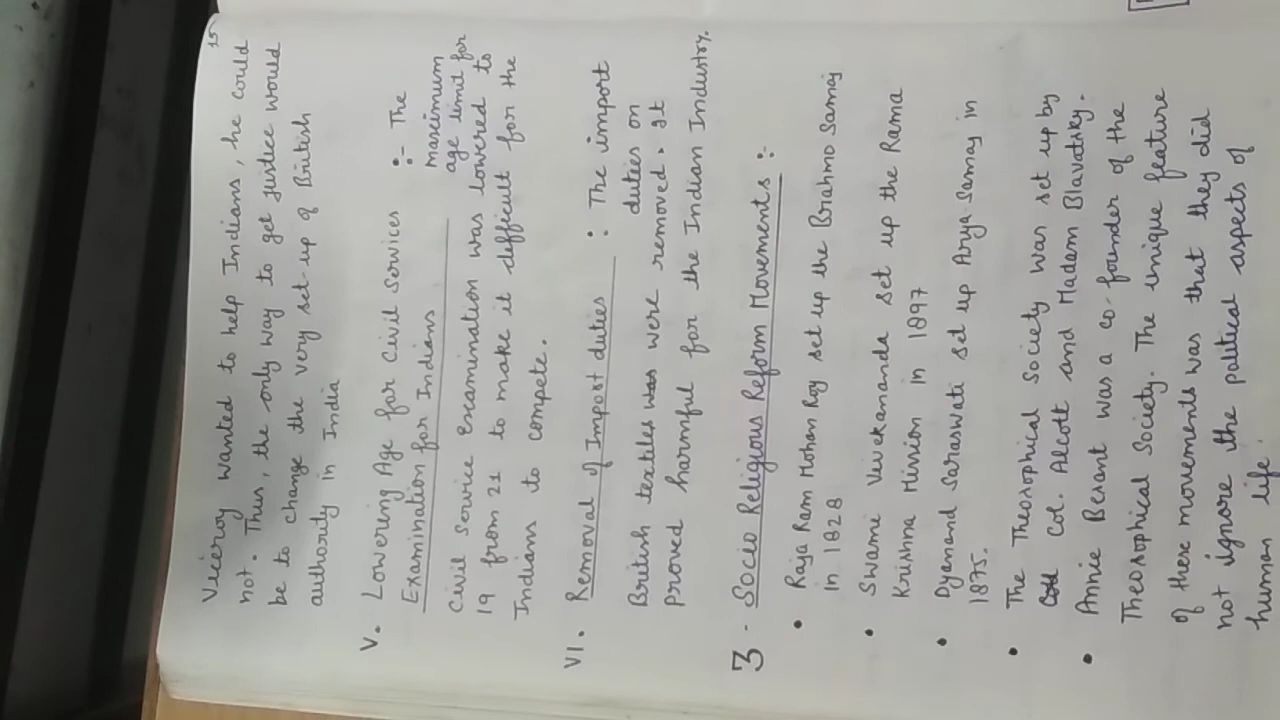 15
Viceroy wanted to help Indians, he could
not. Thus, the only way to get justice would
be to change the very set-up of British
authority in India
V. Lowering Age for Civil Services
Examination for Indians :- The
maximum
age limit for
Civil Service Examination was lowered to
19 from 21 to make it defficult for the
Indians to compete.
VI. Removal of Import duties : The import
duties on
British textiles were removed. It
proved harmful for the Indian Industry.
3- Socio Religious Reform Movements :-
• Raja Ram Mohan Roy set up the Brahmo Samaj
in 1828
• Swami Vivekananda set up the Rama
Krishna Mission in 1897
• Dyanand Saraswati set up Arya Samaj in
1875.
• The Theosophical Society was set up by
Col. Alcott and Madam Blavatsky.
• Annie Besant was a co-founder of the
Theosophical Society. The unique feature
of these movements was that they did
not ignore the political aspects of
human life.